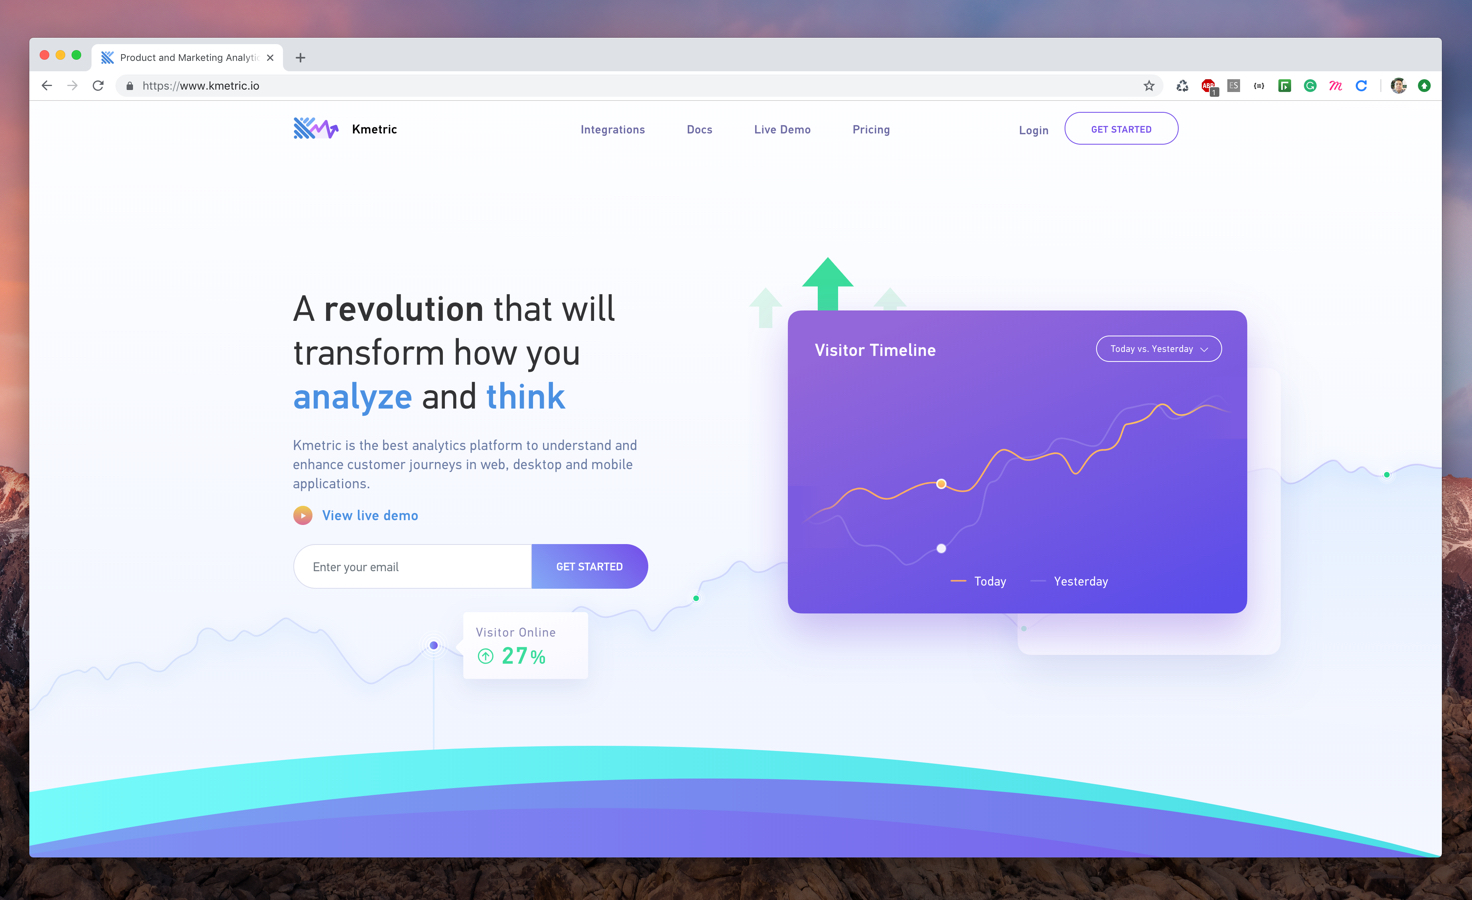 Product and Marketing Analytic
https://www.kmetric.io
ABP
1
ES
Kmetric
Integrations
Docs
Live Demo
Pricing
Login
GET STARTED
A revolution that will
transform how you
analyze and think
Kmetric is the best analytics platform to understand and
enhance customer journeys in web, desktop and mobile
applications.
View live demo
Enter your email
GET STARTED
Visitor Online
27%
Visitor Timeline
Today vs. Yesterday
Today
Yesterday